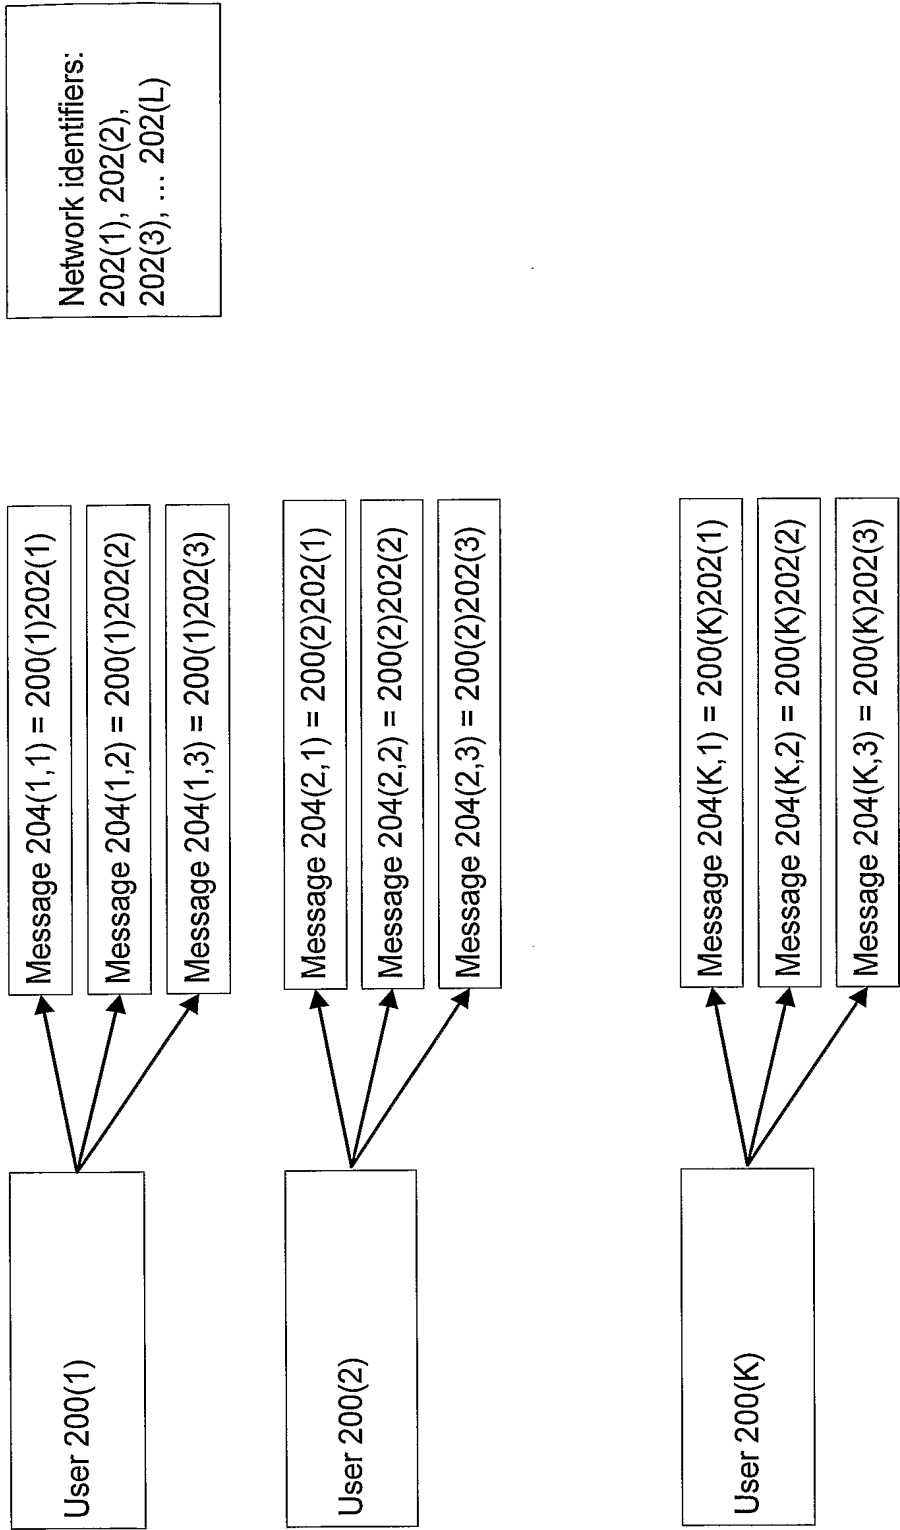 User 200(1)
Message 204(1,1) = 200(1)202(1)
Message 204(1,2) = 200(1)202(2)
Message 204(1,3) = 200(1)202(3)
Network identifiers:
202(1), 202(2),
202(3), … 202(L)
User 200(2)
Message 204(2,1) = 200(2)202(1)
Message 204(2,2) = 200(2)202(2)
Message 204(2,3) = 200(2)202(3)
User 200(K)
Message 204(K,1) = 200(K)202(1)
Message 204(K,2) = 200(K)202(2)
Message 204(K,3) = 200(K)202(3)